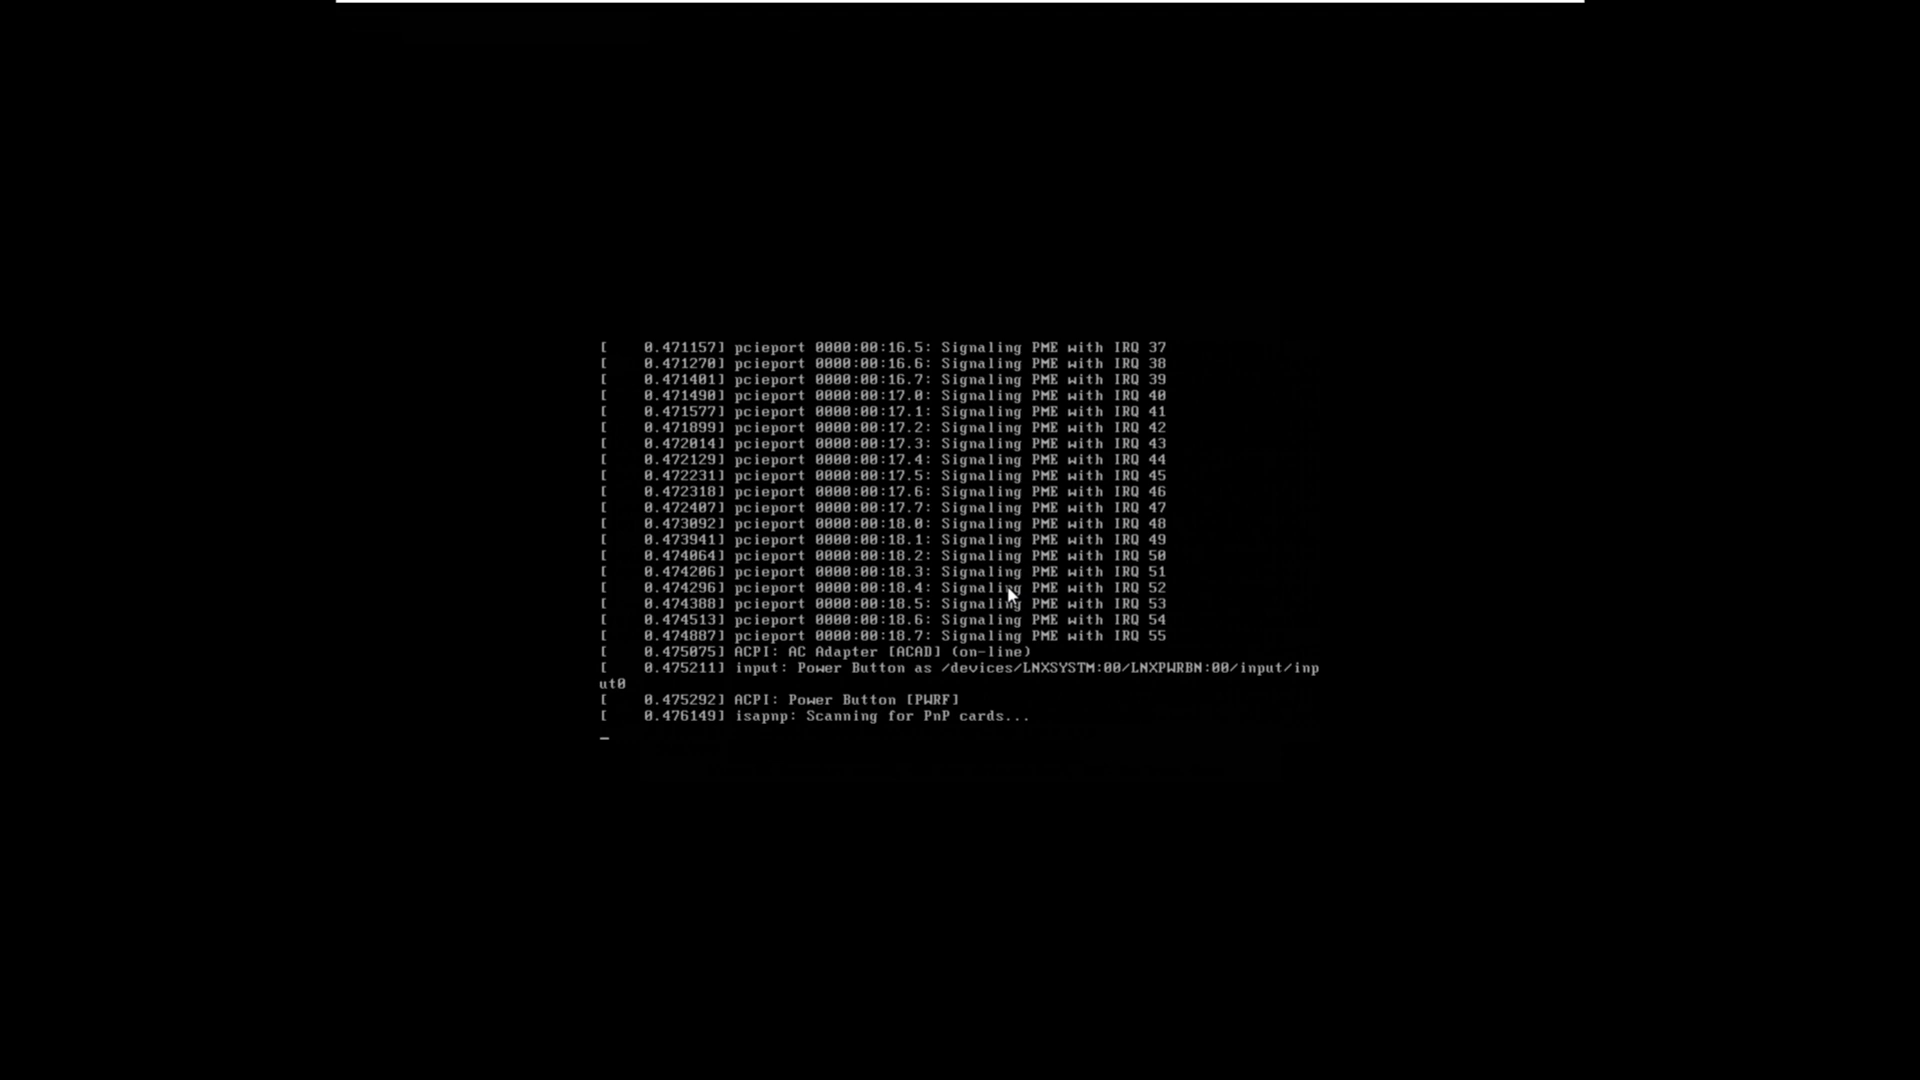 [    0.471157] pcieport 0000:00:16.5: Signaling PME with IRQ 37
[    0.471270] pcieport 0000:00:16.6: Signaling PME with IRQ 38
[    0.471401] pcieport 0000:00:16.7: Signaling PME with IRQ 39
[    0.471490] pcieport 0000:00:17.0: Signaling PME with IRQ 40
[    0.471577] pcieport 0000:00:17.1: Signaling PME with IRQ 41
[    0.471899] pcieport 0000:00:17.2: Signaling PME with IRQ 42
[    0.472014] pcieport 0000:00:17.3: Signaling PME with IRQ 43
[    0.472129] pcieport 0000:00:17.4: Signaling PME with IRQ 44
[    0.472231] pcieport 0000:00:17.5: Signaling PME with IRQ 45
[    0.472318] pcieport 0000:00:17.6: Signaling PME with IRQ 46
[    0.472407] pcieport 0000:00:17.7: Signaling PME with IRQ 47
[    0.473092] pcieport 0000:00:18.0: Signaling PME with IRQ 48
[    0.473941] pcieport 0000:00:18.1: Signaling PME with IRQ 49
[    0.474064] pcieport 0000:00:18.2: Signaling PME with IRQ 50
[    0.474206] pcieport 0000:00:18.3: Signaling PME with IRQ 51
[    0.474296] pcieport 0000:00:18.4: Signaling PME with IRQ 52
[    0.474388] pcieport 0000:00:18.5: Signaling PME with IRQ 53
[    0.474513] pcieport 0000:00:18.6: Signaling PME with IRQ 54
[    0.474887] pcieport 0000:00:18.7: Signaling PME with IRQ 55
[    0.475075] ACPI: AC Adapter [ACAD] (on-line)
[    0.475211] input: Power Button as /devices/LNXSYSTM:00/LNXPWRBN:00/input/inp
ut0
[    0.475292] ACPI: Power Button [PWRF]
[    0.476149] isapnp: Scanning for PnP cards...
_